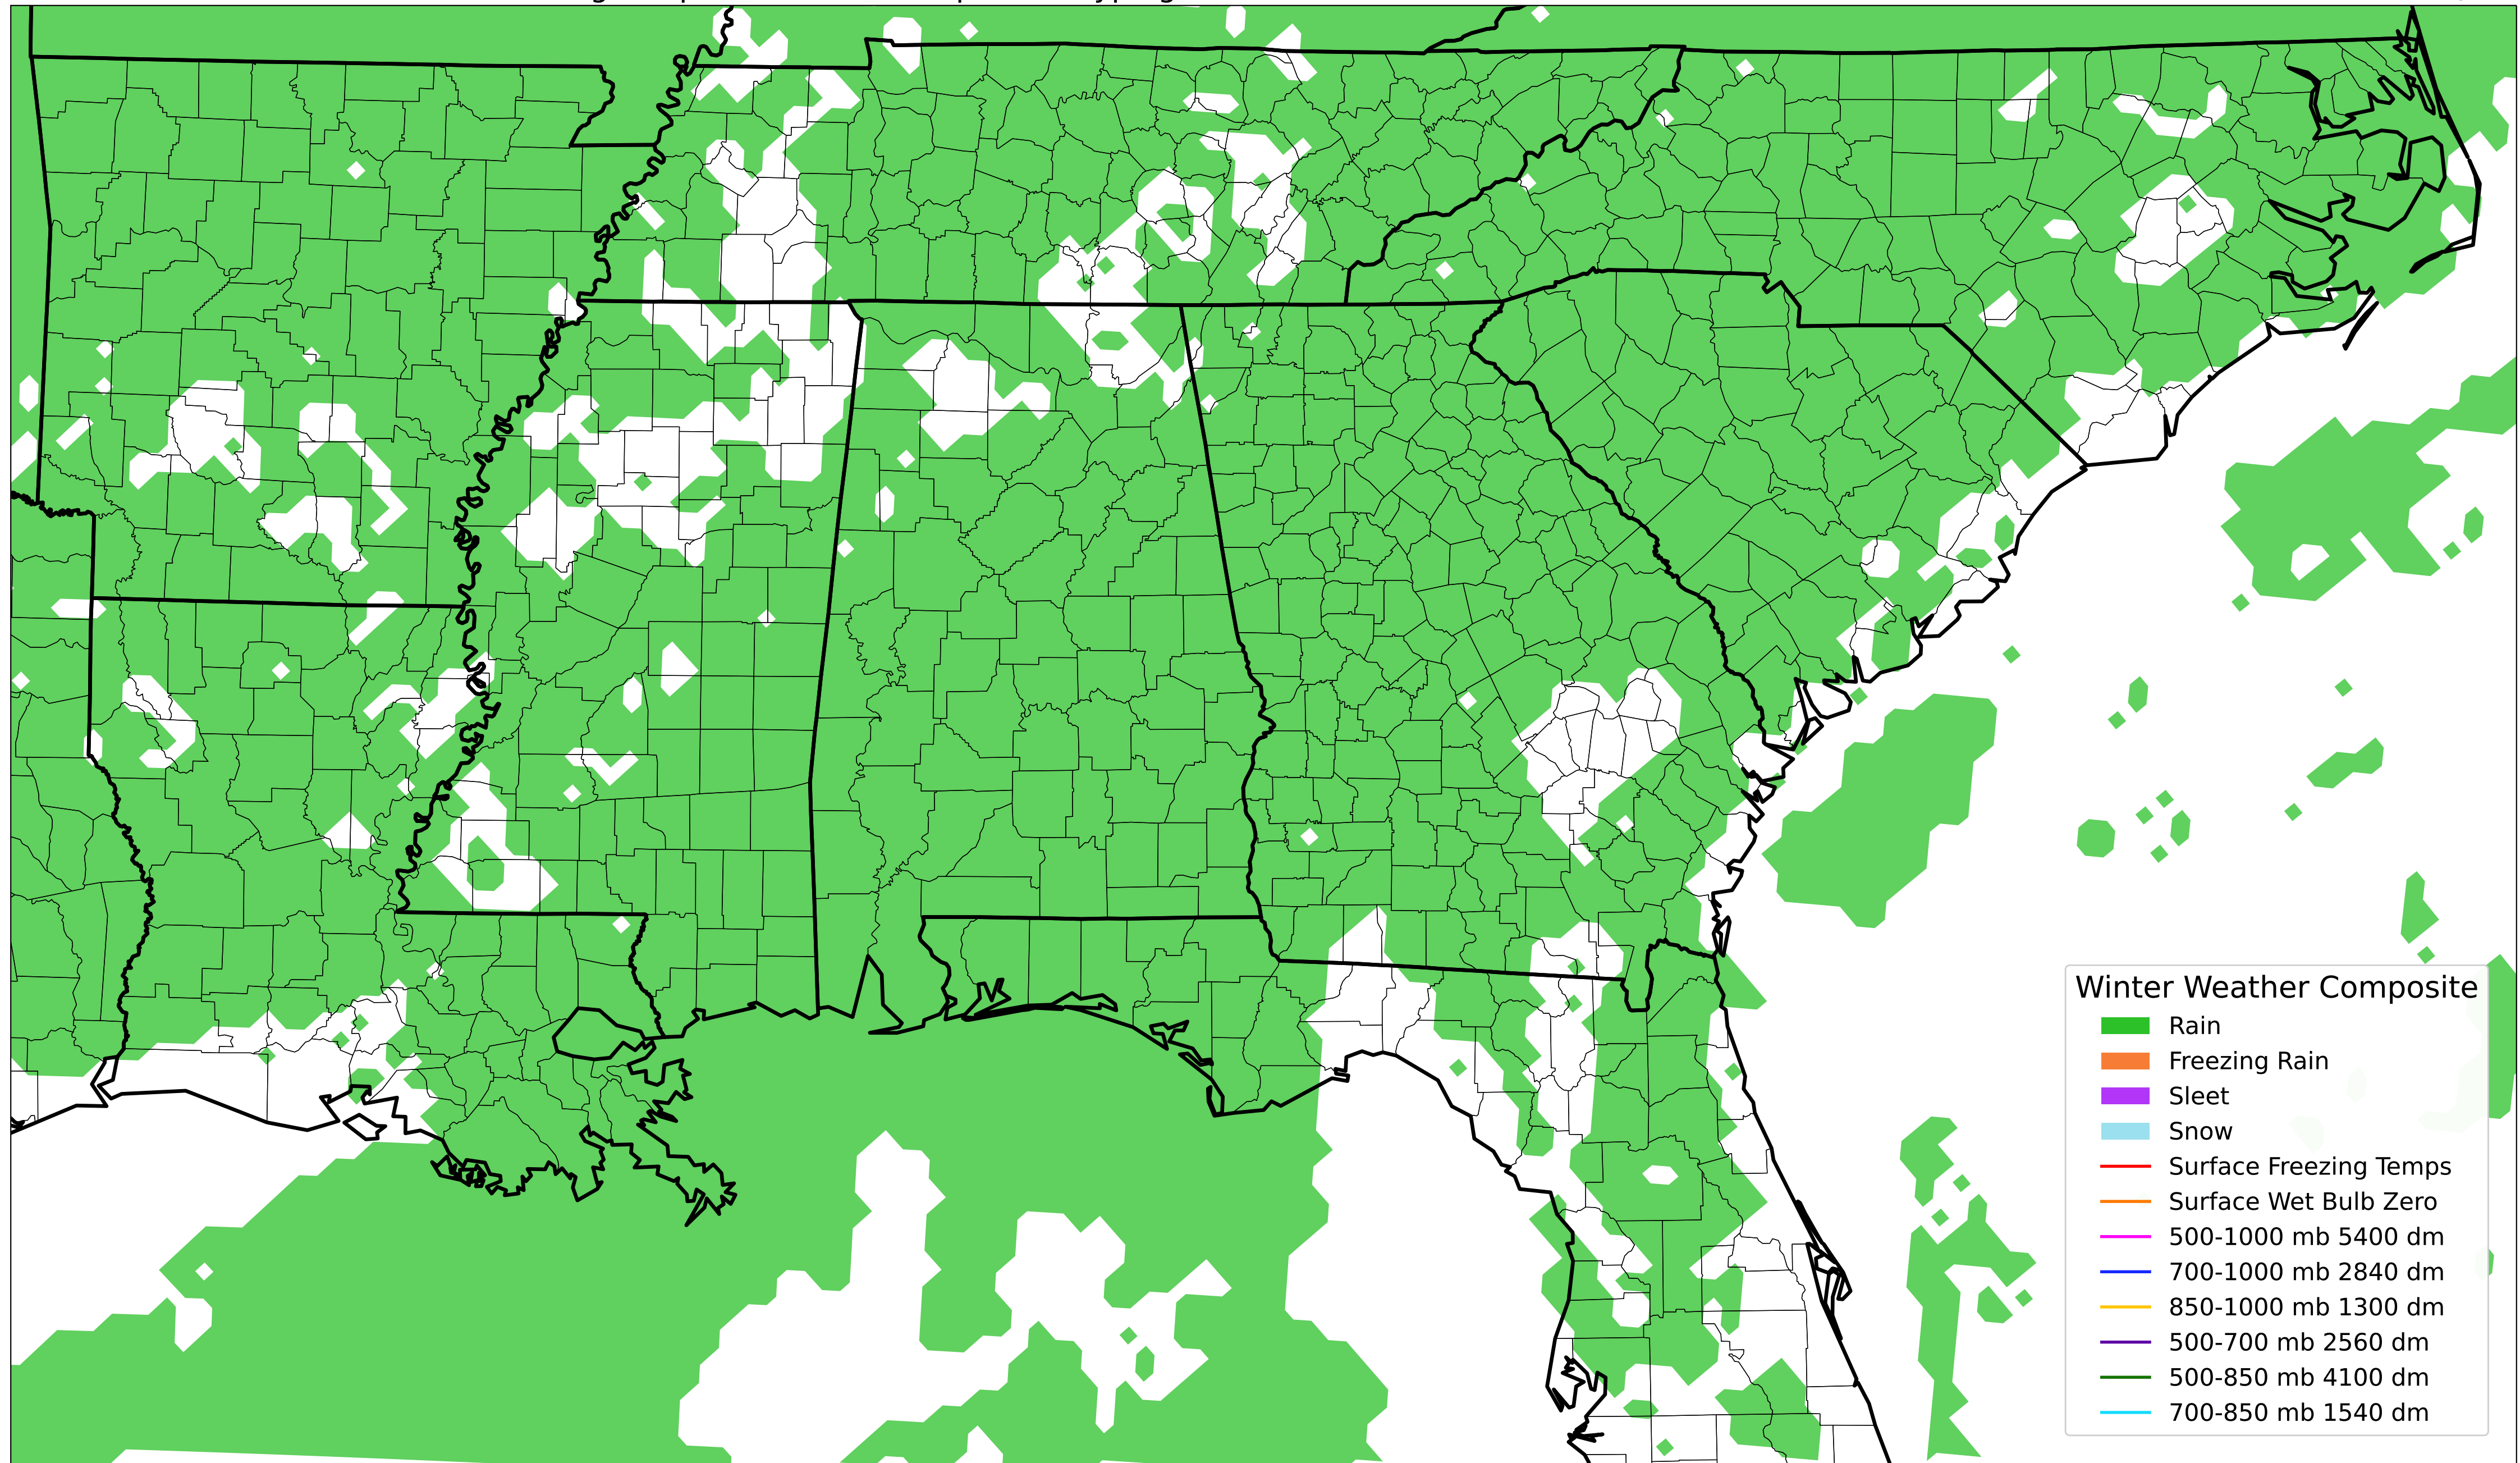 Winter Weather Composite
Rain
Freezing Rain
Sleet
Snow
Surface Freezing Temps
Surface Wet Bulb Zero
500-1000 mb 5400 dm
700-1000 mb 2840 dm
850-1000 mb 1300 dm
500-700 mb 2560 dm
500-850 mb 4100 dm
700-850 mb 1540 dm